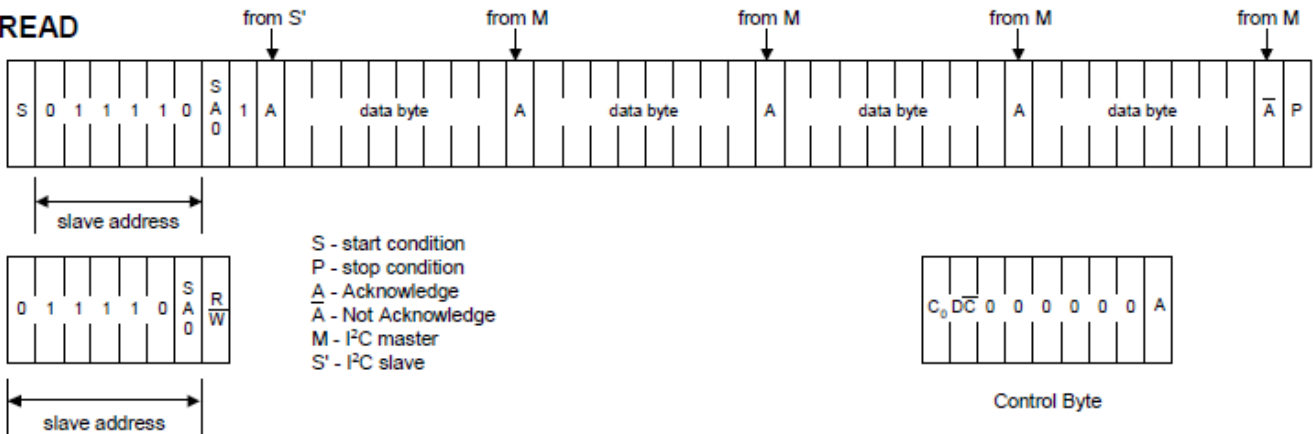 READ
from S' from M from M from M from M
S 0 1 1 1 1 0 SA0 1 A data byte A data byte A data byte A data byte A̅ P
slave address
S - start condition
P - stop condition
A - Acknowledge
A̅ - Not Acknowledge
M - I²C master
S' - I²C slave
0 1 1 1 1 0 SA0 R/W̅
slave address
C₀ DC̅ 0 0 0 0 0 0 A
Control Byte